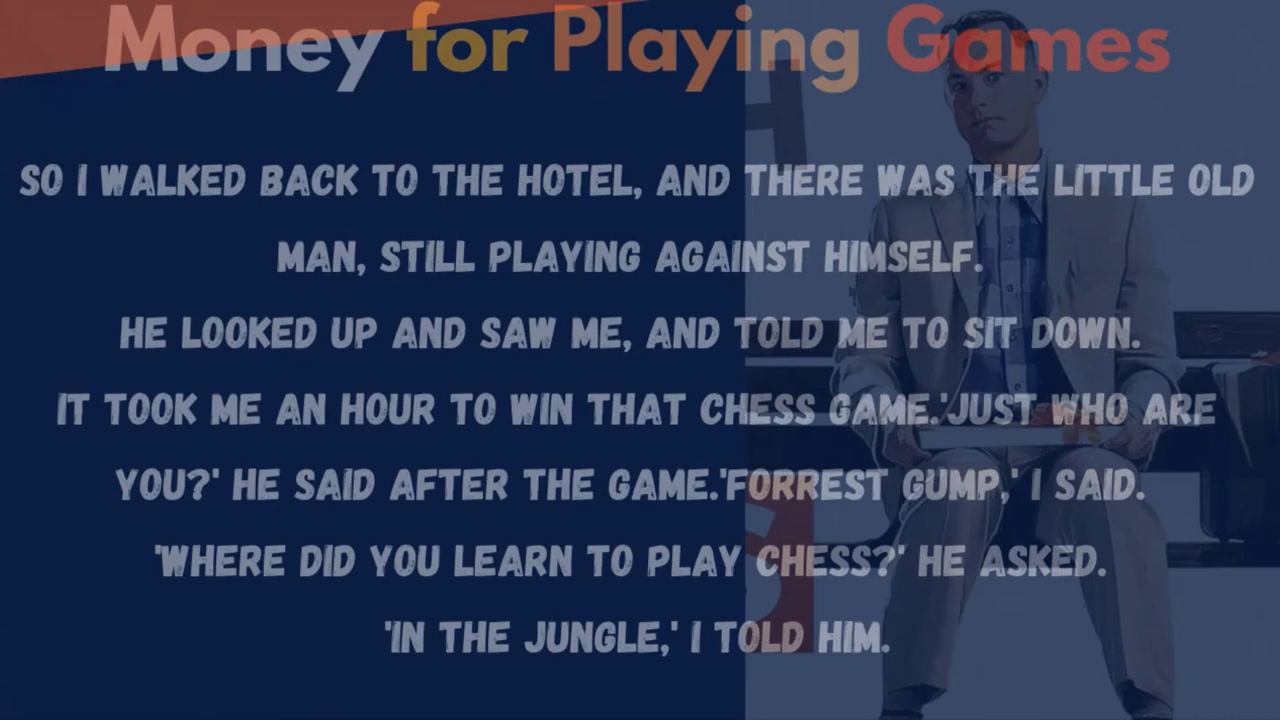 Money for Playing Games
SO I WALKED BACK TO THE HOTEL, AND THERE WAS THE LITTLE OLD
MAN, STILL PLAYING AGAINST HIMSELF.
HE LOOKED UP AND SAW ME, AND TOLD ME TO SIT DOWN.
IT TOOK ME AN HOUR TO WIN THAT CHESS GAME.'JUST WHO ARE
YOU?' HE SAID AFTER THE GAME.'FORREST GUMP,' I SAID.
'WHERE DID YOU LEARN TO PLAY CHESS?' HE ASKED.
'IN THE JUNGLE,' I TOLD HIM.